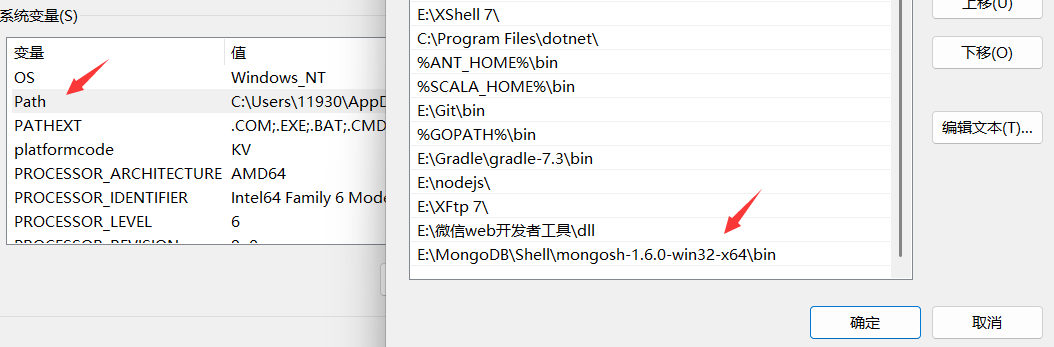 系统变量(S)
变量 值
OS Windows_NT
Path C:\Users\11930\AppD
PATHEXT .COM;.EXE;.BAT;.CMD
platformcode KV
PROCESSOR_ARCHITECTURE AMD64
PROCESSOR_IDENTIFIER Intel64 Family 6 Mode
PROCESSOR_LEVEL 6
E:\XShell 7\
C:\Program Files\dotnet\
%ANT_HOME%\bin
%SCALA_HOME%\bin
E:\Git\bin
%GOPATH%\bin
E:\Gradle\gradle-7.3\bin
E:\nodejs\
E:\XFtp 7\
E:\微信web开发者工具\dll
E:\MongoDB\Shell\mongosh-1.6.0-win32-x64\bin
上移(U)
下移(O)
编辑文本(T)...
确定
取消